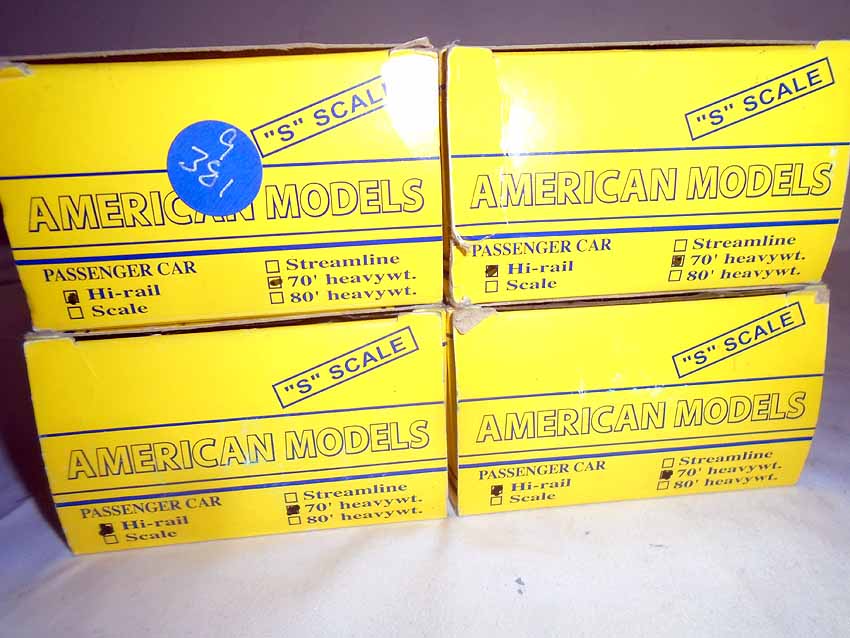 "S" SCALE
9
381
AMERICAN MODELS
PASSENGER CAR
Hi-rail
Scale
Streamline
70' heavywt.
80' heavywt.
"S" SCALE
AMERICAN MODELS
PASSENGER CAR
Hi-rail
Scale
Streamline
70' heavywt.
80' heavywt.
"S" SCALE
AMERICAN MODELS
PASSENGER CAR
Hi-rail
Scale
Streamline
70' heavywt.
80' heavywt.
"S" SCALE
AMERICAN MODELS
PASSENGER CAR
Hi-rail
Scale
Streamline
70' heavywt.
80' heavywt.